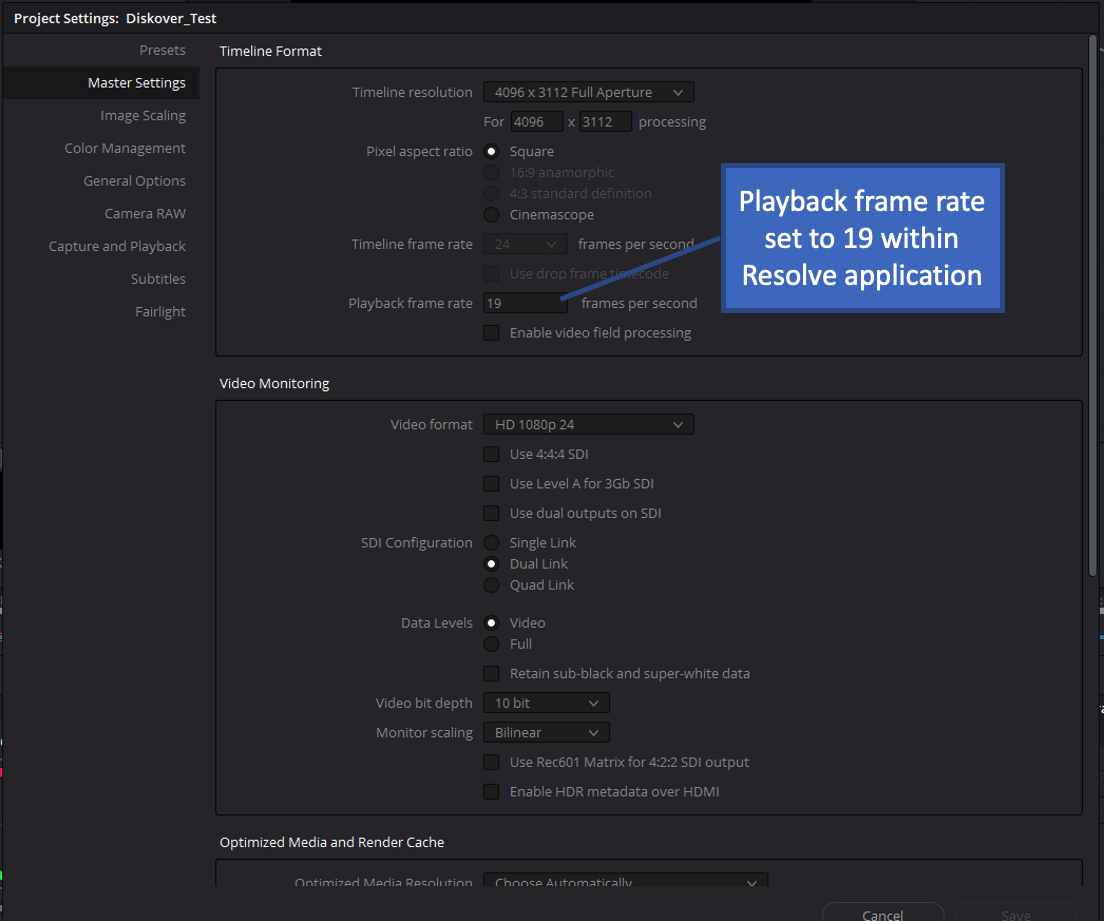 Project Settings: Diskover_Test
Presets
Master Settings
Image Scaling
Color Management
General Options
Camera RAW
Capture and Playback
Subtitles
Fairlight
Timeline Format
Timeline resolution 4096 x 3112 Full Aperture
For 4096 x 3112 processing
Pixel aspect ratio Square
16:9 anamorphic
4:3 standard definition
Cinemascope
Timeline frame rate 24 frames per second
Use drop frame timecode
Playback frame rate 19 frames per second
Enable video field processing
Playback frame rate
set to 19 within
Resolve application
Video Monitoring
Video format HD 1080p 24
Use 4:4:4 SDI
Use Level A for 3Gb SDI
Use dual outputs on SDI
SDI Configuration Single Link
Dual Link
Quad Link
Data Levels Video
Full
Retain sub-black and super-white data
Video bit depth 10 bit
Monitor scaling Bilinear
Use Rec601 Matrix for 4:2:2 SDI output
Enable HDR metadata over HDMI
Optimized Media and Render Cache
Optimized Media Resolution Choose Automatically
Cancel Save